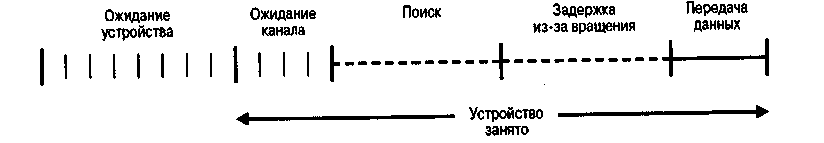 Ожидание
устройства
Ожидание
канала
Поиск
Задержка
из-за вращения
Передача
данных
Устройство
занято